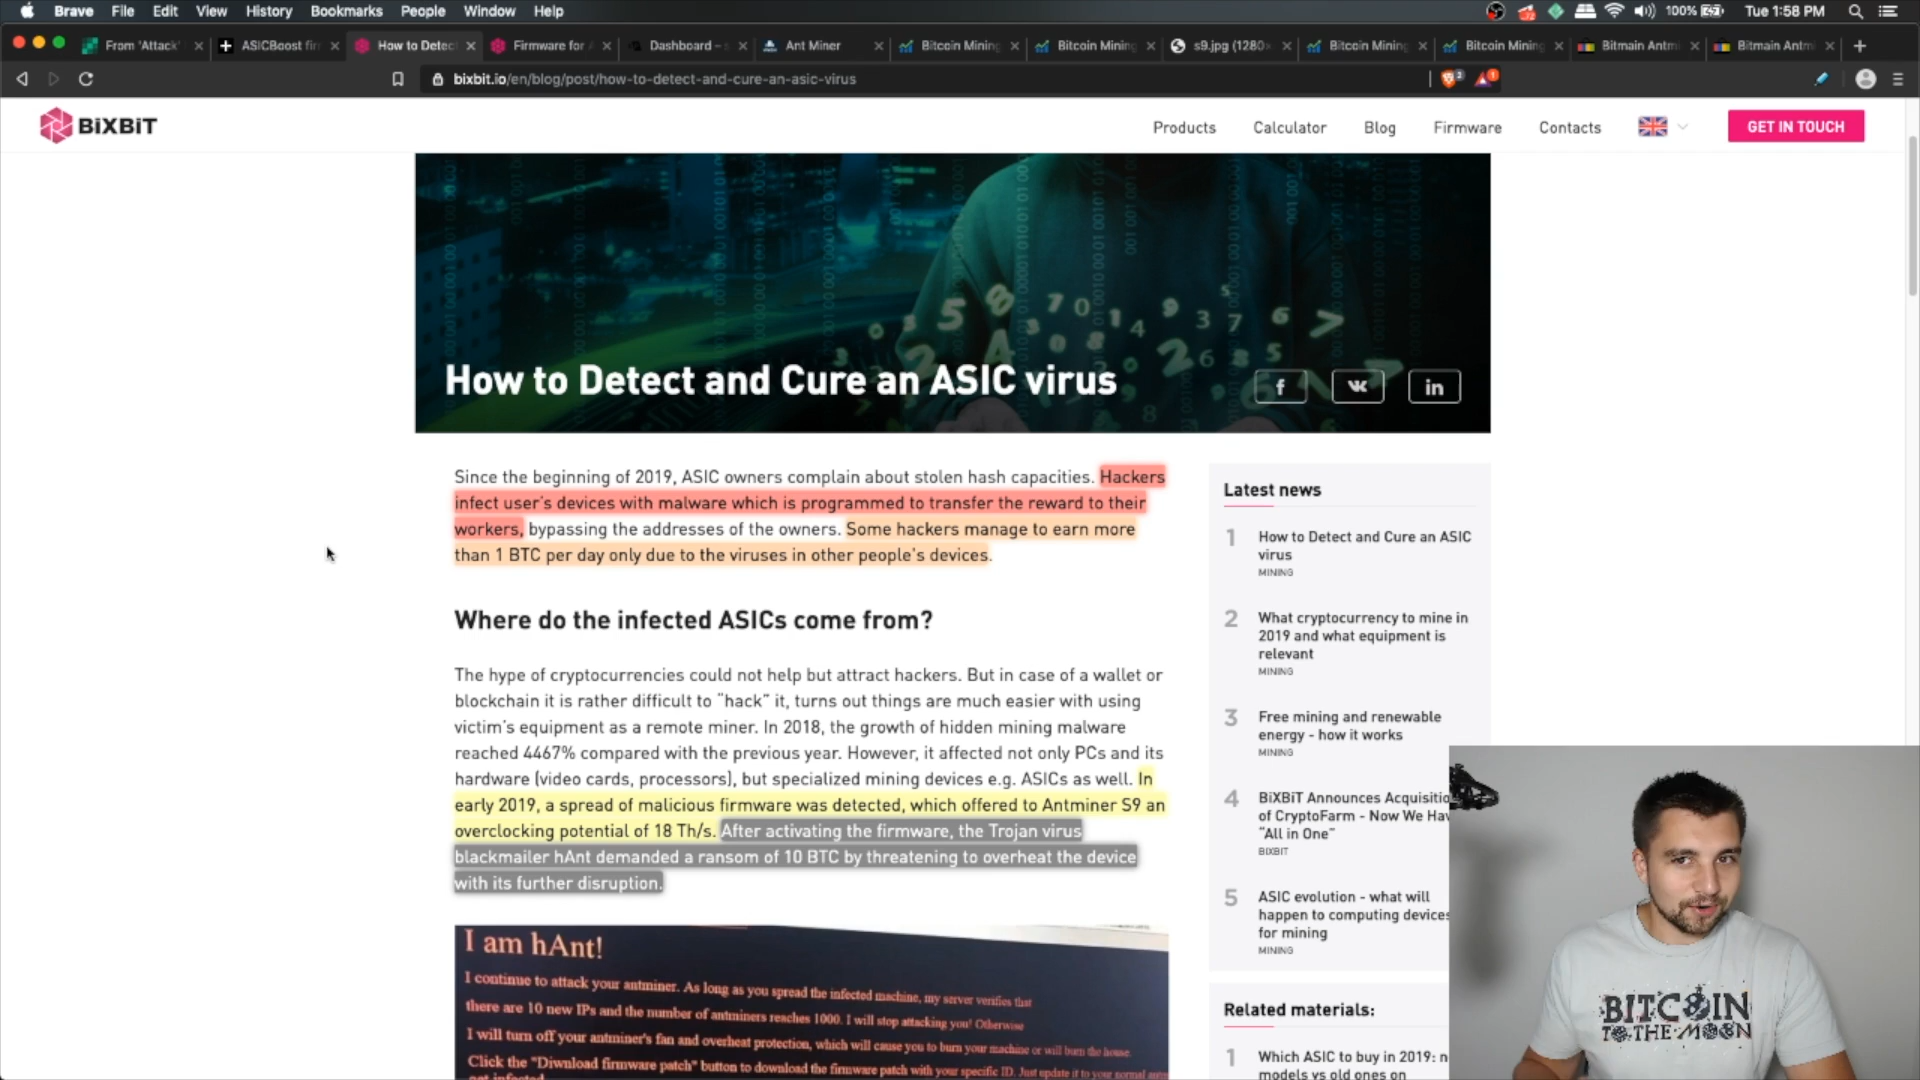 Brave File Edit View History Bookmarks People Window Help 100% Tue 1:58 PM
From 'Attack' ASICBoost firm How to Detect Firmware for Dashboard – Ant Miner Bitcoin Mining Bitcoin Mining s9.jpg (1280× Bitcoin Mining Bitcoin Mining Bitmain Antm Bitmain Antm
bixbit.io/en/blog/post/how-to-detect-and-cure-an-asic-virus
BiXBiT
Products Calculator Blog Firmware Contacts GET IN TOUCH
How to Detect and Cure an ASIC virus
Since the beginning of 2019, ASIC owners complain about stolen hash capacities. Hackers
infect user's devices with malware which is programmed to transfer the reward to their
workers, bypassing the addresses of the owners. Some hackers manage to earn more
than 1 BTC per day only due to the viruses in other people's devices.
Where do the infected ASICs come from?
The hype of cryptocurrencies could not help but attract hackers. But in case of a wallet or
blockchain it is rather difficult to "hack" it, turns out things are much easier with using
victim's equipment as a remote miner. In 2018, the growth of hidden mining malware
reached 4467% compared with the previous year. However, it affected not only PCs and its
hardware (video cards, processors), but specialized mining devices e.g. ASICs as well. In
early 2019, a spread of malicious firmware was detected, which offered to Antminer S9 an
overclocking potential of 18 Th/s. After activating the firmware, the Trojan virus
blackmailer hAnt demanded a ransom of 10 BTC by threatening to overheat the device
with its further disruption.
I am hAnt!
I continue to attack your antminer. As long as you spread the infected machine, my server verifies that
there are 10 new IPs and the number of antminers reaches 1000. I will stop attacking you! Otherwise
I will turn off your antminer's fan and overheat protection, which will cause you to burn your machine or will burn the house.
Click the "Diwnload firmware patch" button to download the firmware patch with your specific ID. Just update it to your normal
got infected
Latest news
1 How to Detect and Cure an ASIC
virus
MINING
2 What cryptocurrency to mine in
2019 and what equipment is
relevant
MINING
3 Free mining and renewable
energy - how it works
MINING
4 BiXBiT Announces Acquisitio
of CryptoFarm - Now We Hav
"All in One"
BIXBIT
5 ASIC evolution - what will
happen to computing devices
for mining
MINING
Related materials:
1 Which ASIC to buy in 2019: n
models vs old ones on
BITCOIN
TO THE MOON